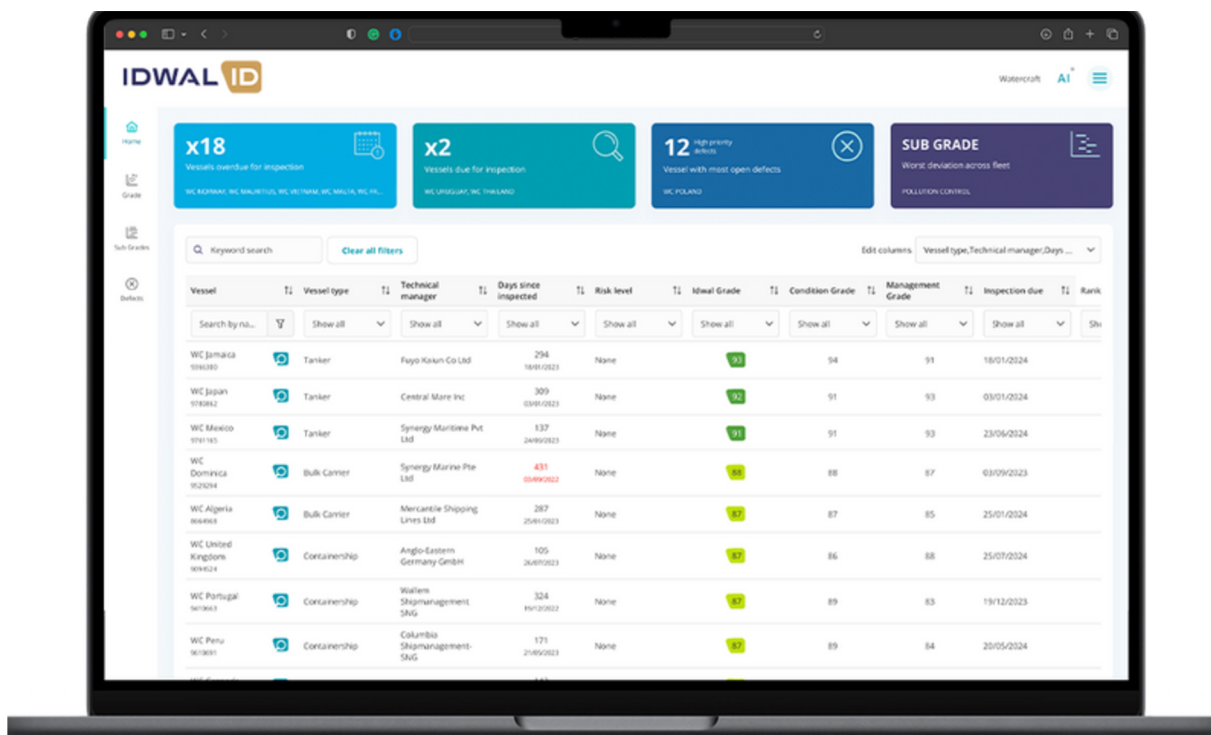 IDWAL ID
Watercraft AI
Home
Grade
Sub Grades
Defects
x18
Vessels overdue for inspection
x2
Vessels due for inspection
WC URUGUAY, WC THAILAND
12 High priority defects
Vessel with most open defects
WC POLAND
SUB GRADE
Worst deviation across fleet
POLLUTION CONTROL
Keyword search
Clear all filters
Edit columns Vessel type,Technical manager,Days ...
Vessel Vessel type Technical manager Days since inspected Risk level Idwal Grade Condition Grade Management Grade Inspection due Rank
Search by na... Show all Show all Show all Show all Show all Show all Show all Show all
WC Jamaica Tanker Fuyo Kaiun Co Ltd 294 18/01/2023 None 93 94 91 18/01/2024
WC Japan Tanker Central Mare Inc 309 03/01/2023 None 92 91 93 03/01/2024
WC Mexico Tanker Synergy Maritime Pvt Ltd 137 None 91 91 93 23/06/2024
WC Dominica Bulk Carrier Synergy Marine Pte Ltd 431 03/09/2022 None 88 88 87 03/09/2023
WC Algeria Bulk Carrier Mercantile Shipping Lines Ltd 287 25/01/2023 None 87 87 85 25/01/2024
WC United Kingdom Containership Anglo-Eastern Germany GmbH 105 26/07/2023 None 87 86 88 25/07/2024
WC Portugal Containership Wallem Shipmanagement SNG 324 19/12/2022 None 87 89 83 19/12/2023
WC Peru Containership Columbia Shipmanagement-SNG 171 21/05/2023 None 87 89 84 20/05/2024